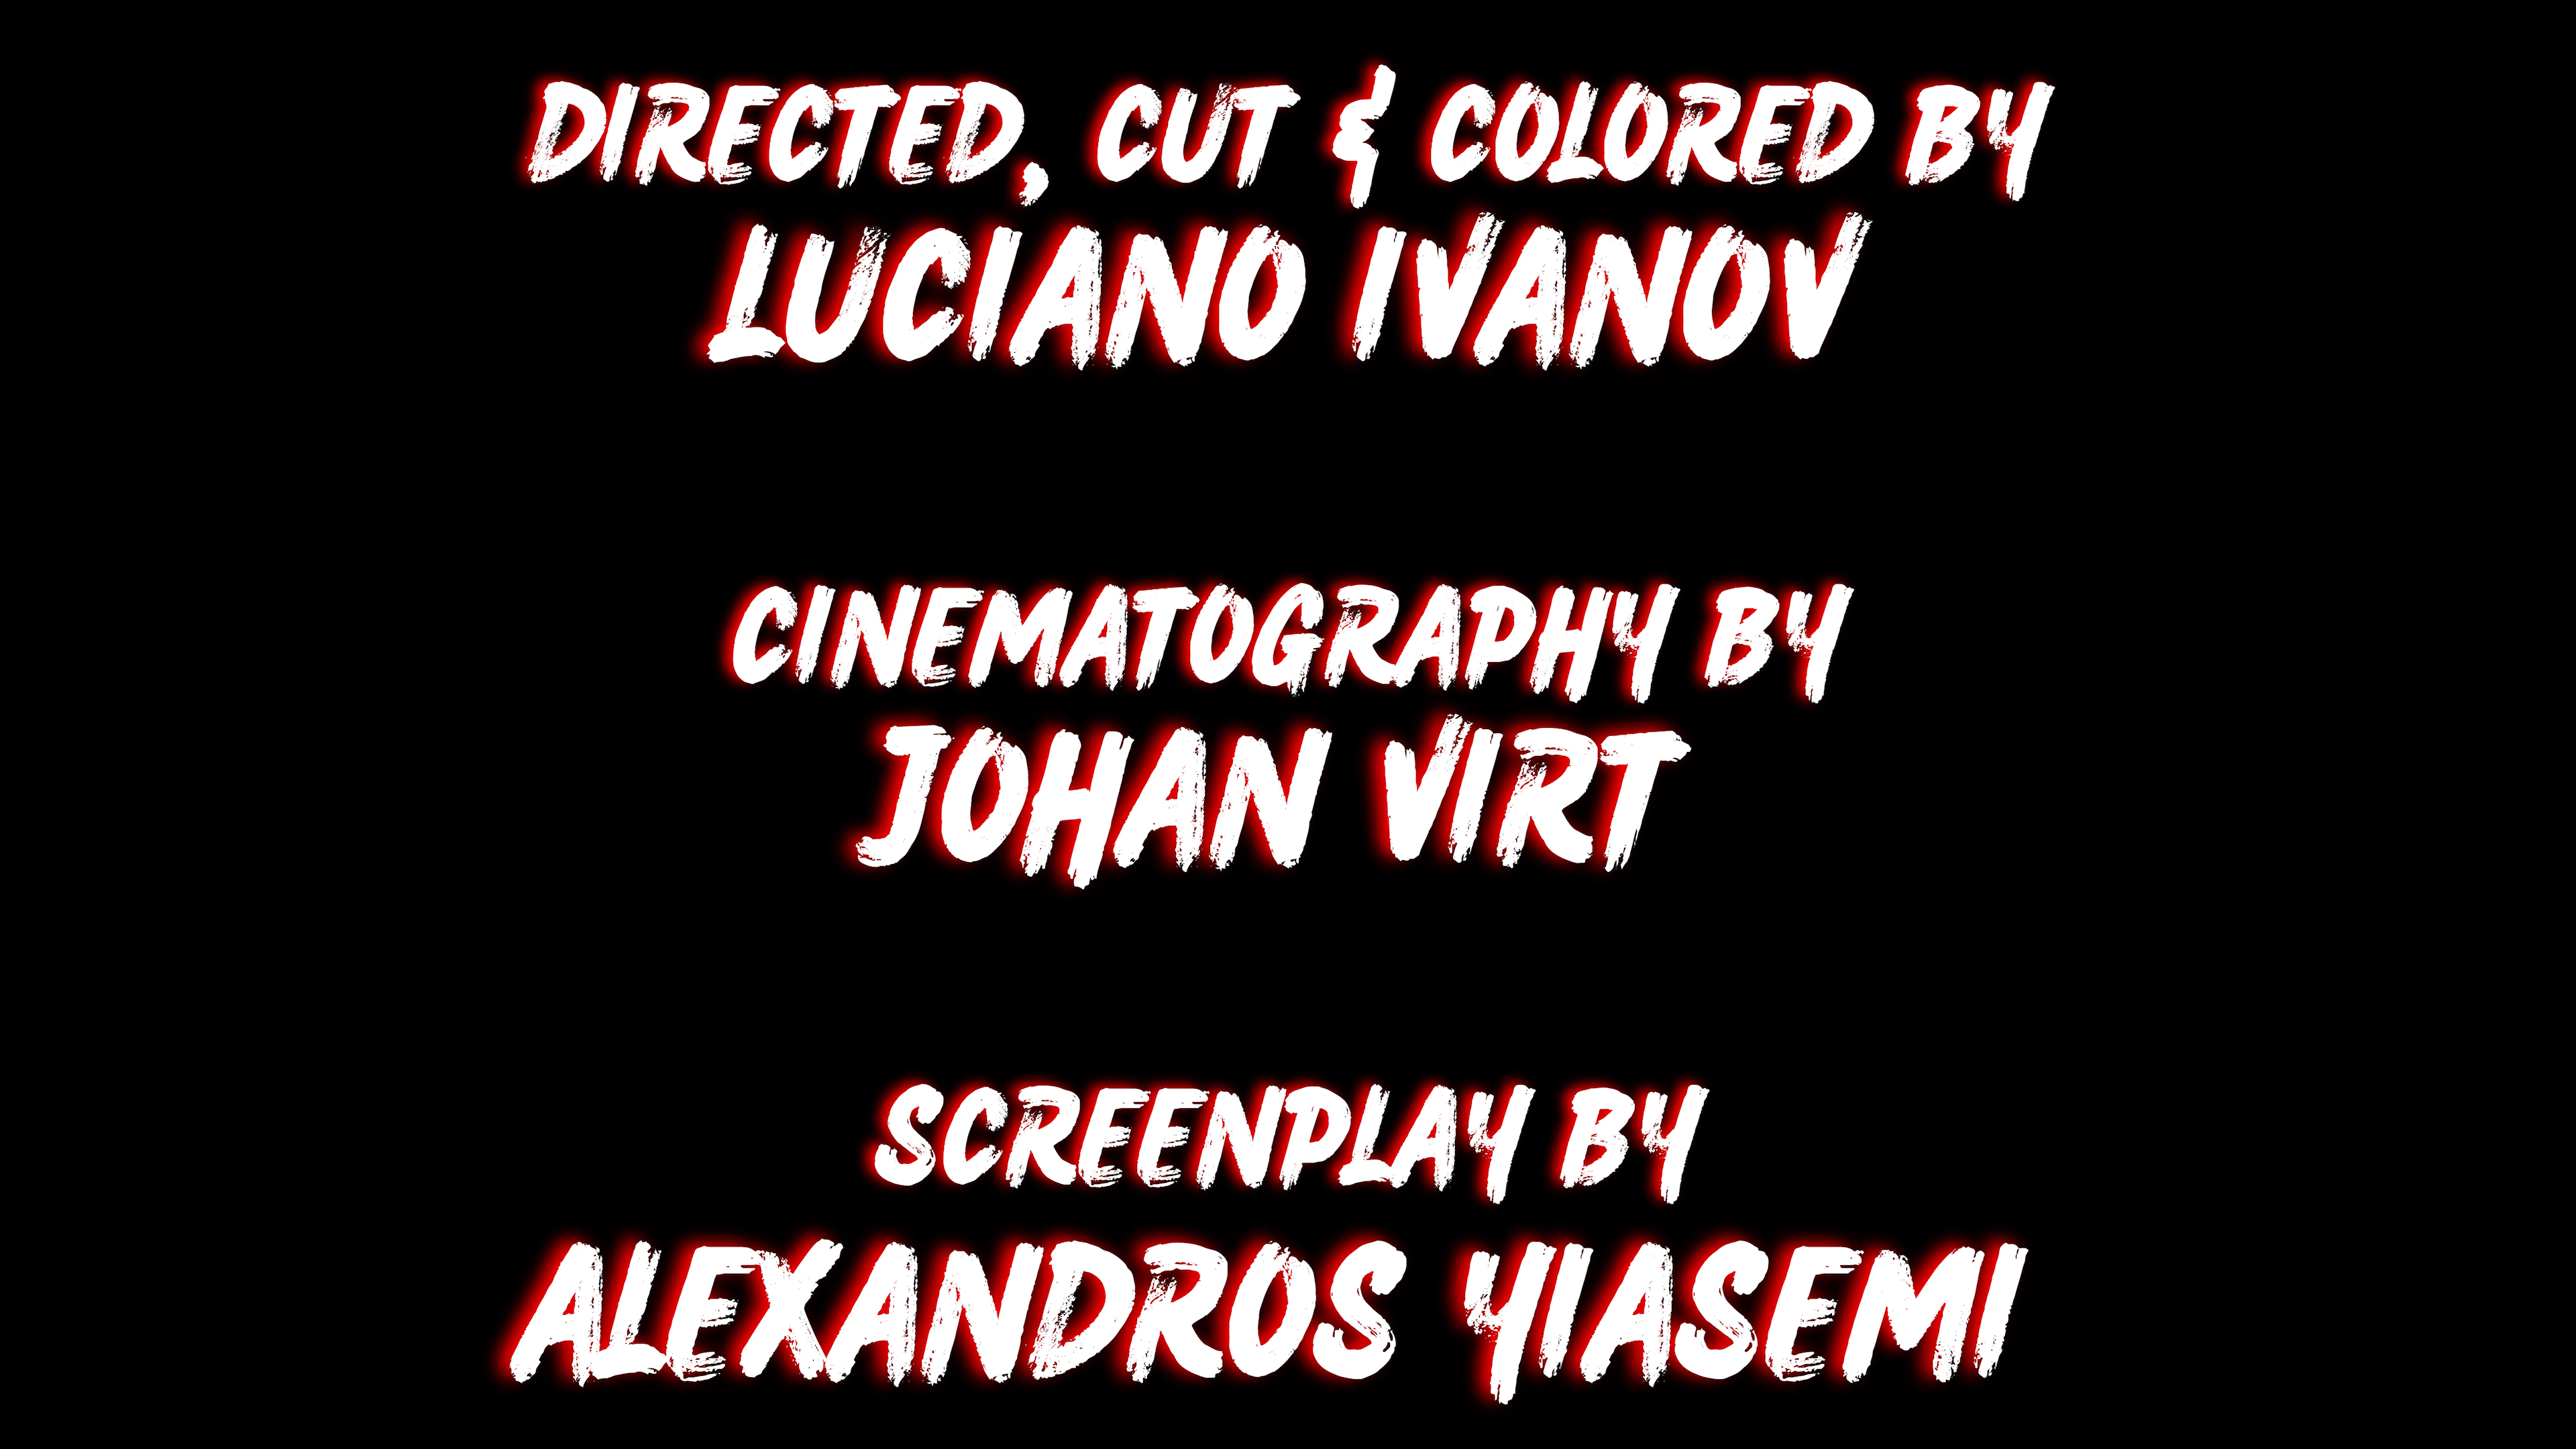 DIRECTED, CUT & COLORED BY
LUCIANO IVANOV
CINEMATOGRAPHY BY
JOHAN VIRT
SCREENPLAY BY
ALEXANDROS YIASEMI